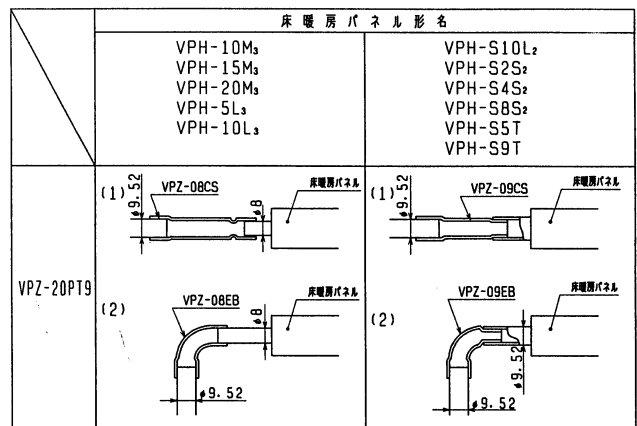 床暖房パネル形名
VPH-10M₃
VPH-15M₃
VPH-20M₃
VPH-5L₃
VPH-10L₃
VPH-S10L₂
VPH-S2S₂
VPH-S4S₂
VPH-S8S₂
VPH-S5T
VPH-S9T
VPZ-20PT9
(1)
φ9.52
VPZ-08CS
φ8
床暖房パネル
(2)
VPZ-08EB
φ8
床暖房パネル
φ9.52
(1)
φ9.52
VPZ-09CS
床暖房パネル
(2)
VPZ-09EB
床暖房パネル
φ9.52
φ9.52